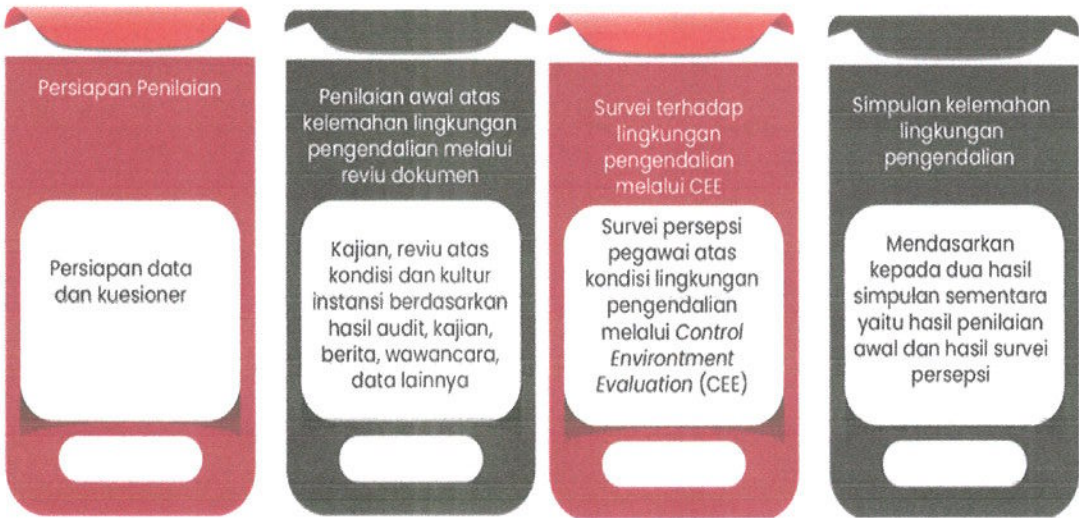 Persiapan Penilaian
Persiapan data
dan kuesioner
Penilaian awal atas
kelemahan lingkungan
pengendalian melalui
reviu dokumen
Kajian, reviu atas
kondisi dan kultur
instansi berdasarkan
hasil audit, kajian,
berita, wawancara,
data lainnya
Survei terhadap
lingkungan
pengendalian
melalui CEE
Survei persepsi
pegawai atas
kondisi lingkungan
pengendalian
melalui Control
Environtment
Evaluation (CEE)
Simpulan kelemahan
lingkungan
pengendalian
Mendasarkan
kepada dua hasil
simpulan sementara
yaitu hasil penilaian
awal dan hasil survei
persepsi